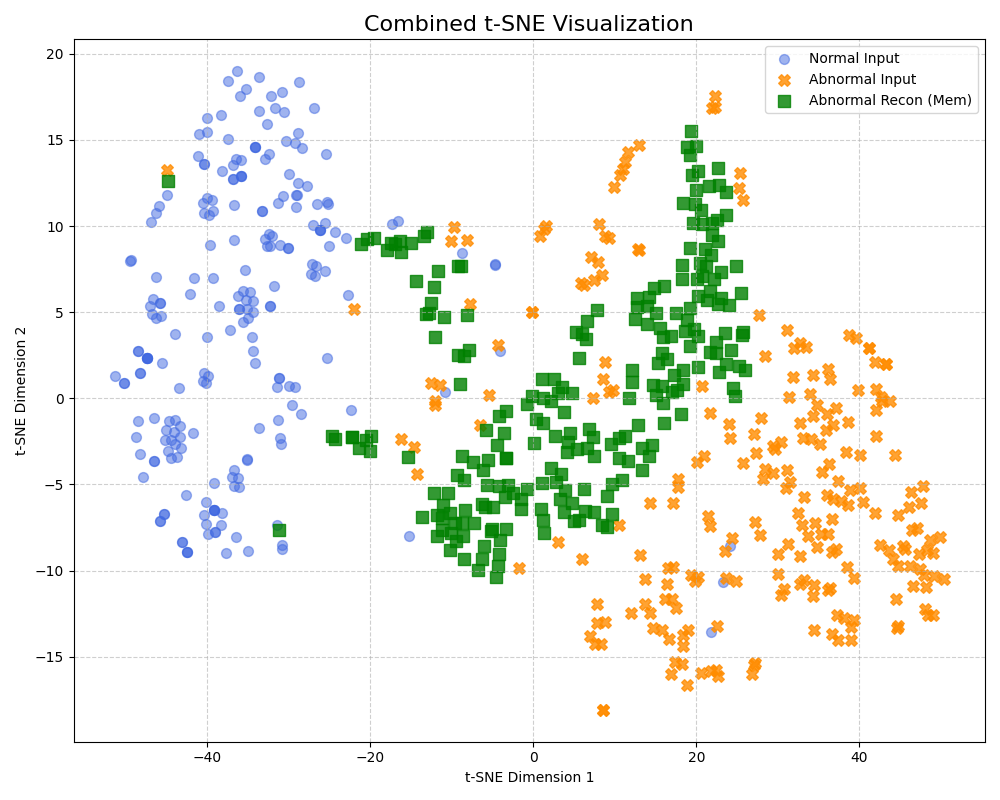 Combined t-SNE Visualization
Normal Input
Abnormal Input
Abnormal Recon (Mem)
20
15
10
5
0
−5
−10
−15
t-SNE Dimension 2
−40
−20
0
20
40
t-SNE Dimension 1